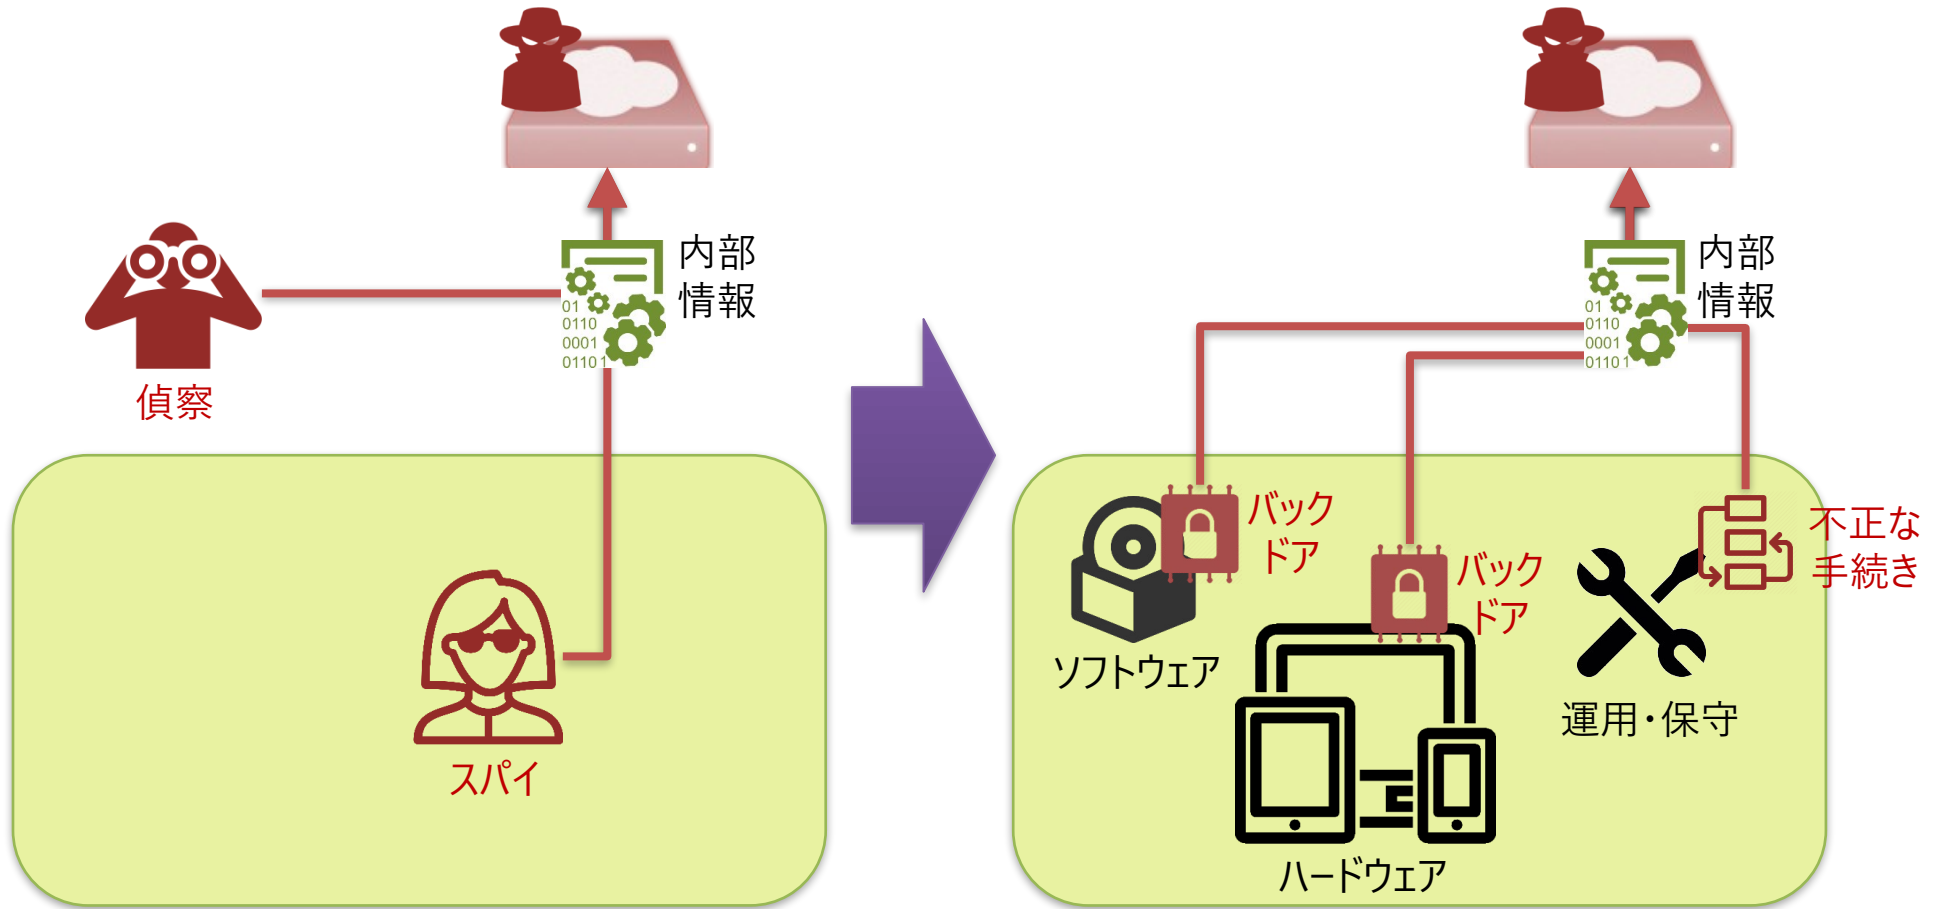 内部
情報
01
0110
0001
0110 1
偵察
スパイ
内部
情報
01
0110
0001
0110 1
バック
ドア
バック
ドア
不正な
手続き
ソフトウェア
運用・保守
ハードウェア